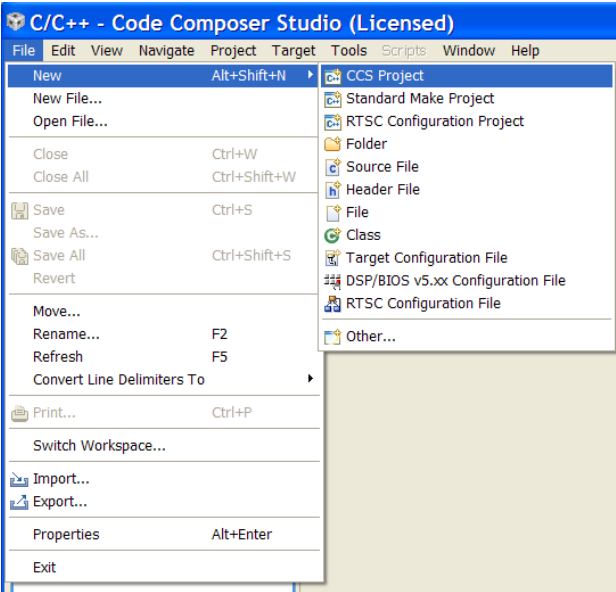 C/C++ - Code Composer Studio (Licensed)
File Edit View Navigate Project Target Tools Scripts Window Help
New Alt+Shift+N
New File...
Open File...
Close Ctrl+W
Close All Ctrl+Shift+W
Save Ctrl+S
Save As...
Save All Ctrl+Shift+S
Revert
Move...
Rename... F2
Refresh F5
Convert Line Delimiters To
Print... Ctrl+P
Switch Workspace...
Import...
Export...
Properties Alt+Enter
Exit
CCS Project
Standard Make Project
RTSC Configuration Project
Folder
Source File
Header File
File
Class
Target Configuration File
DSP/BIOS v5.xx Configuration File
RTSC Configuration File
Other...